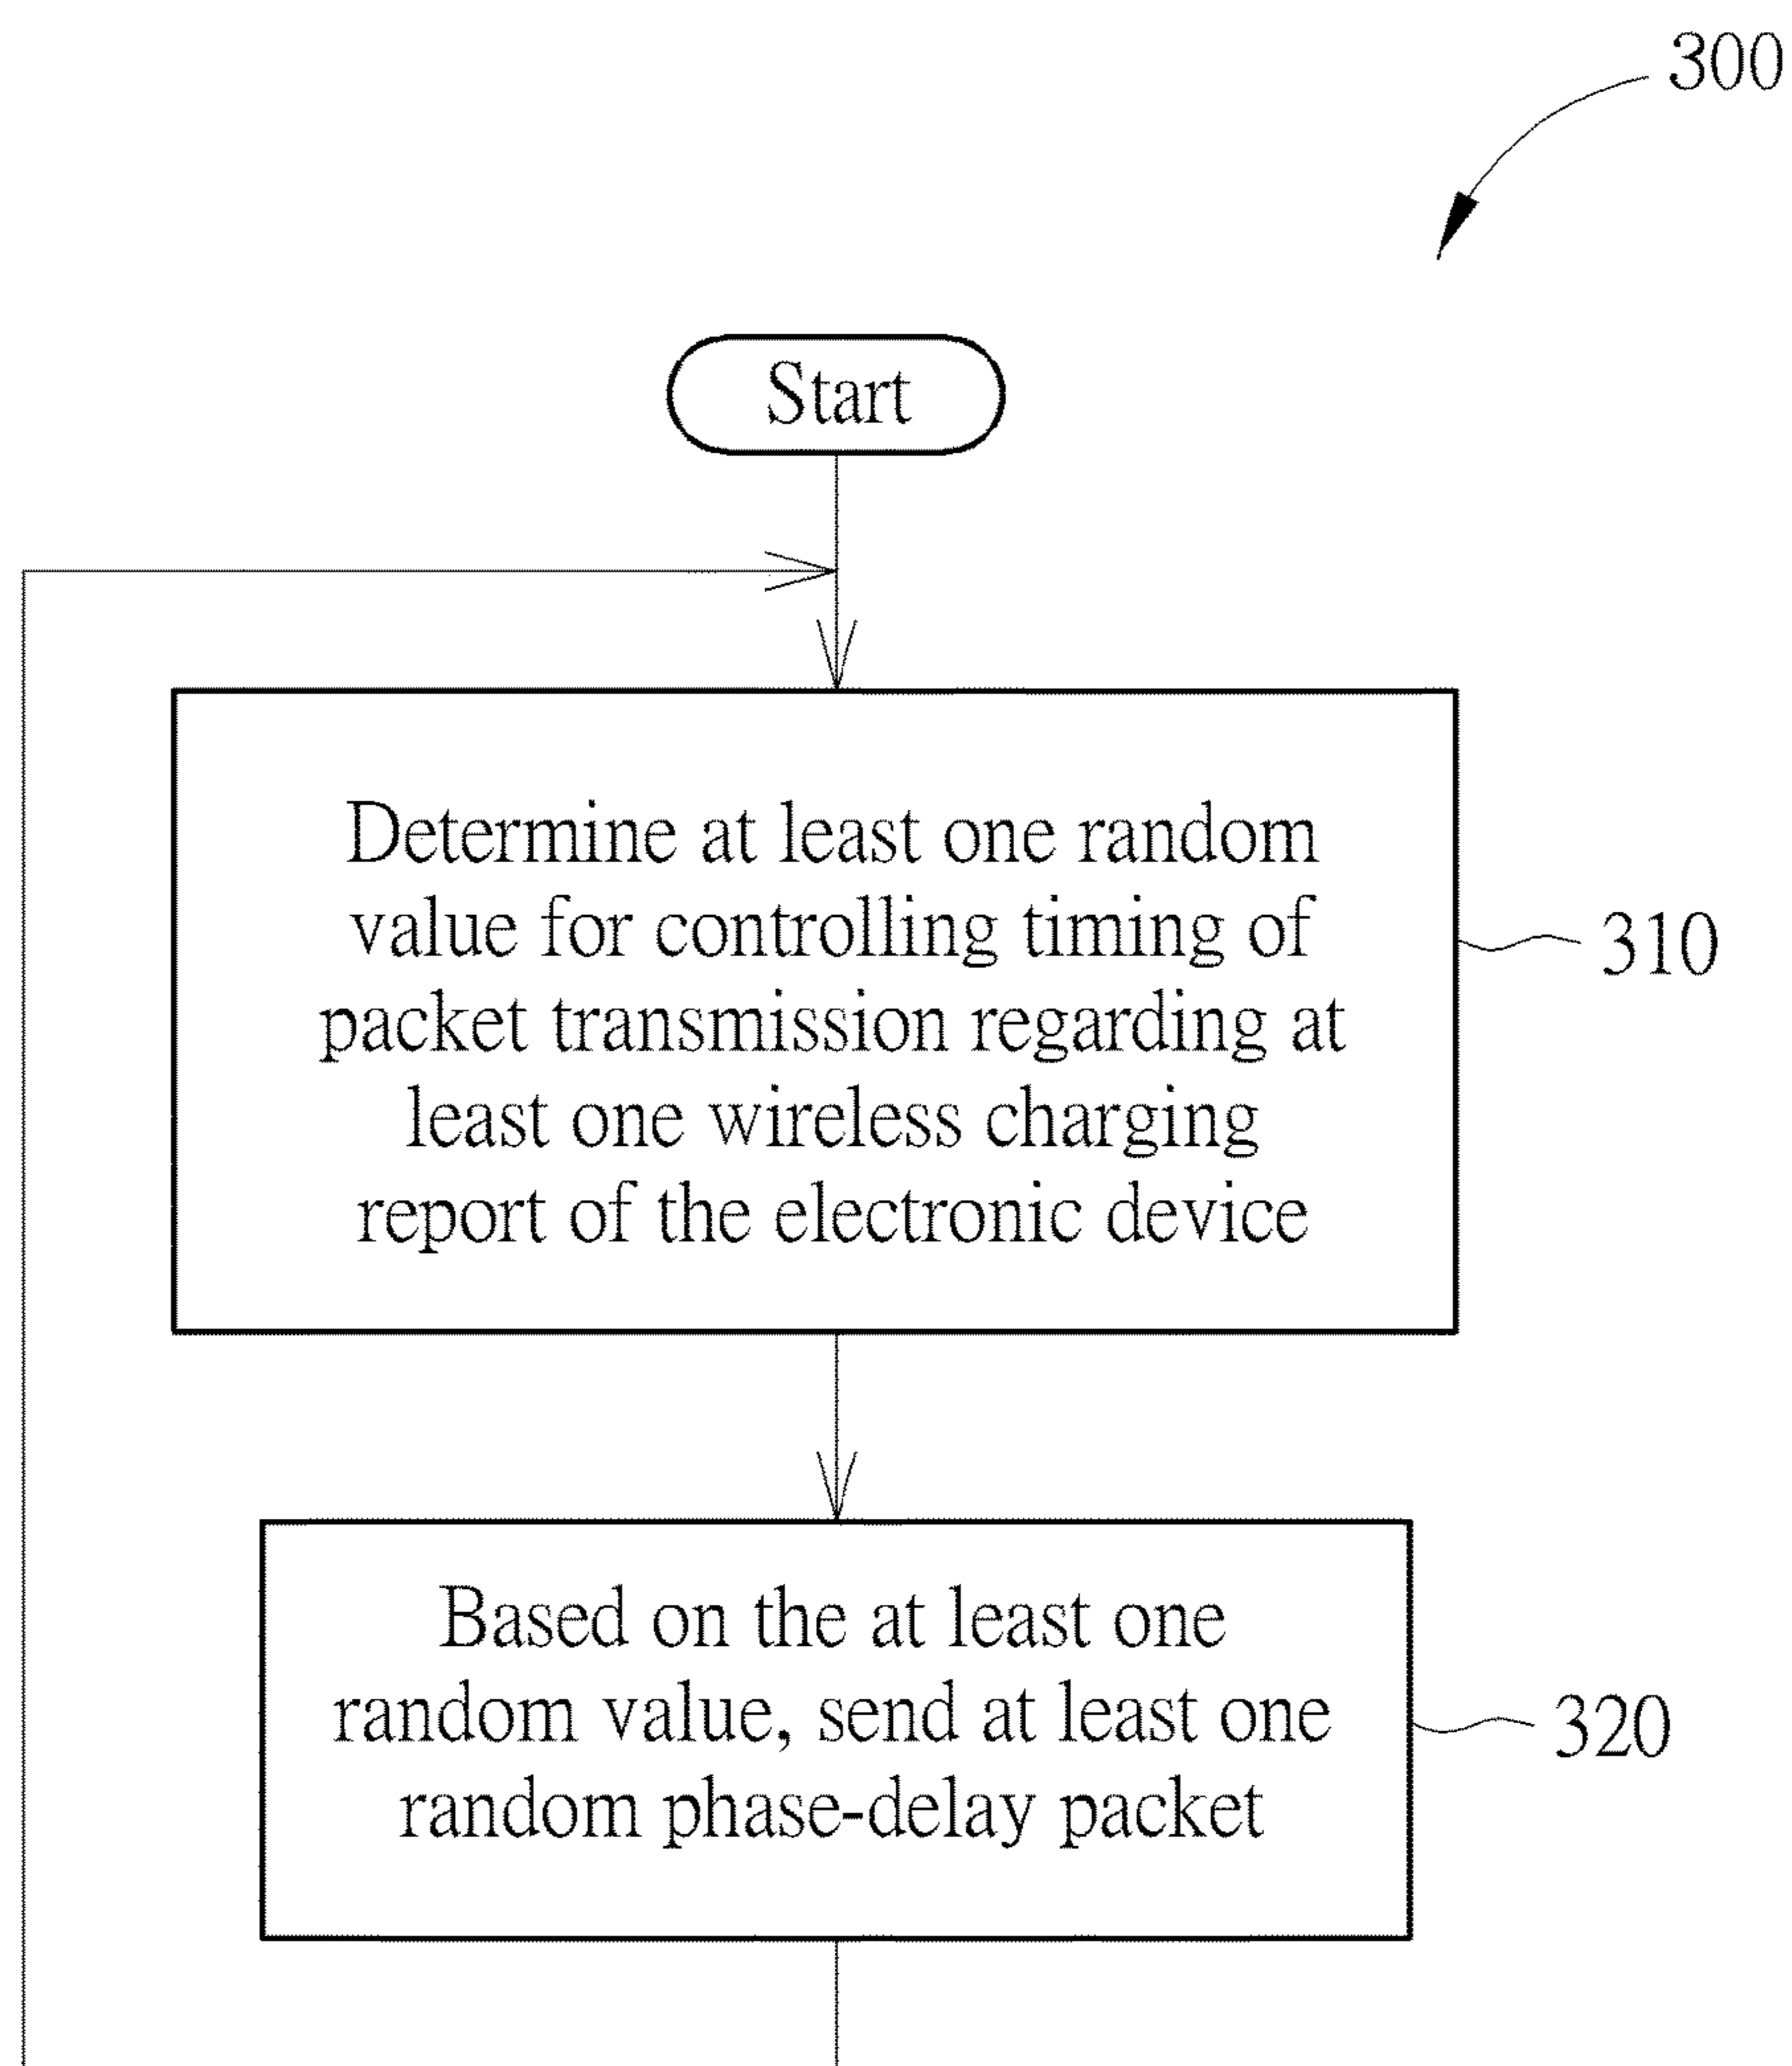 300
Start
Determine at least one random
value for controlling timing of
packet transmission regarding at
least one wireless charging
report of the electronic device
310
Based on the at least one
random value, send at least one
random phase-delay packet
320